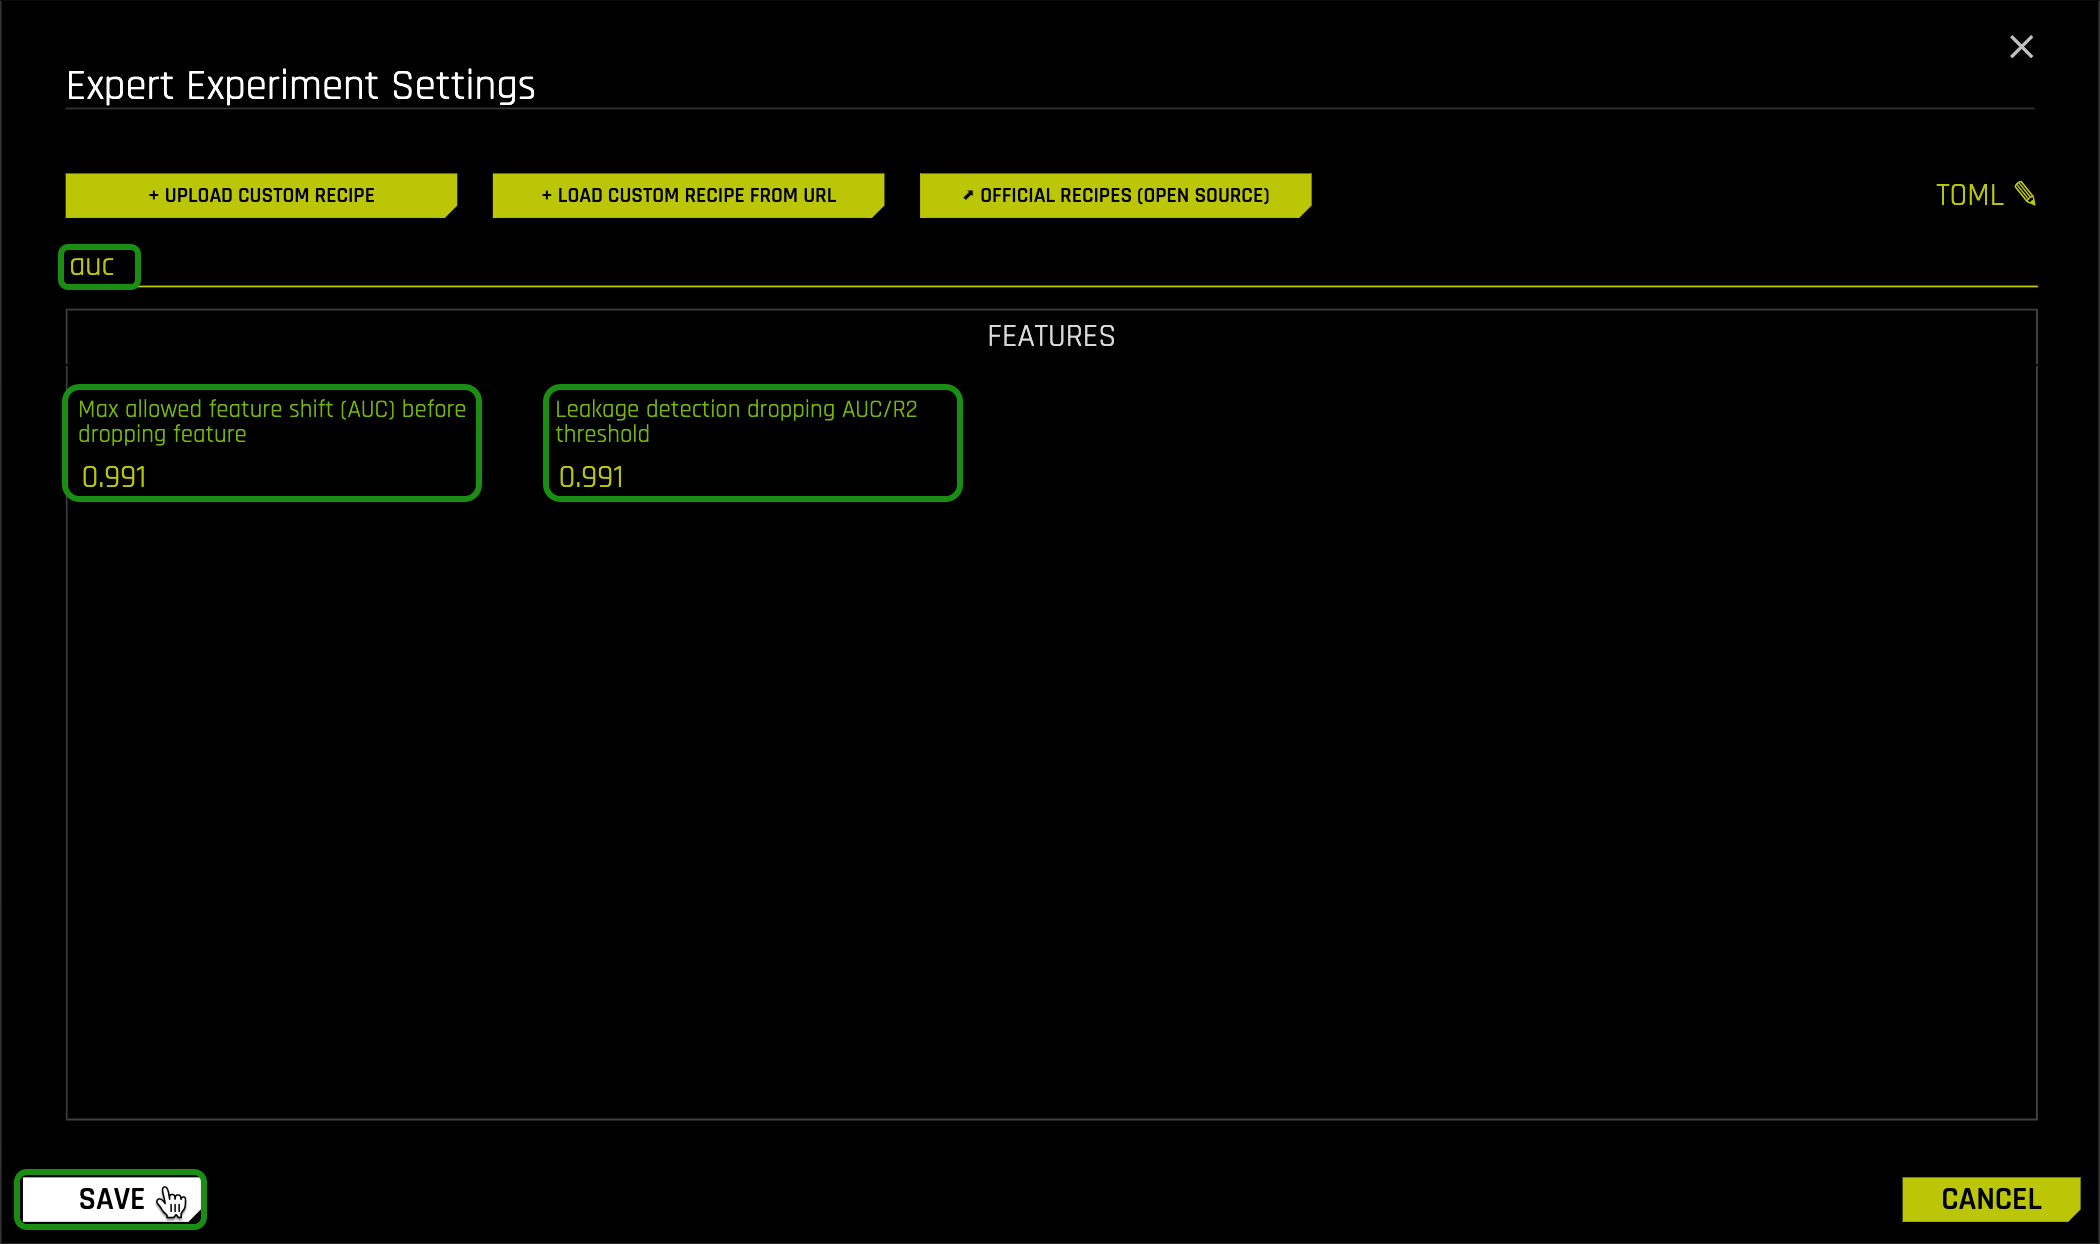 Expert Experiment Settings
+ UPLOAD CUSTOM RECIPE
+ LOAD CUSTOM RECIPE FROM URL
OFFICIAL RECIPES (OPEN SOURCE)
TOML
auc
FEATURES
Max allowed feature shift (AUC) before
dropping feature
0.991
Leakage detection dropping AUC/R2
threshold
0.991
SAVE
CANCEL